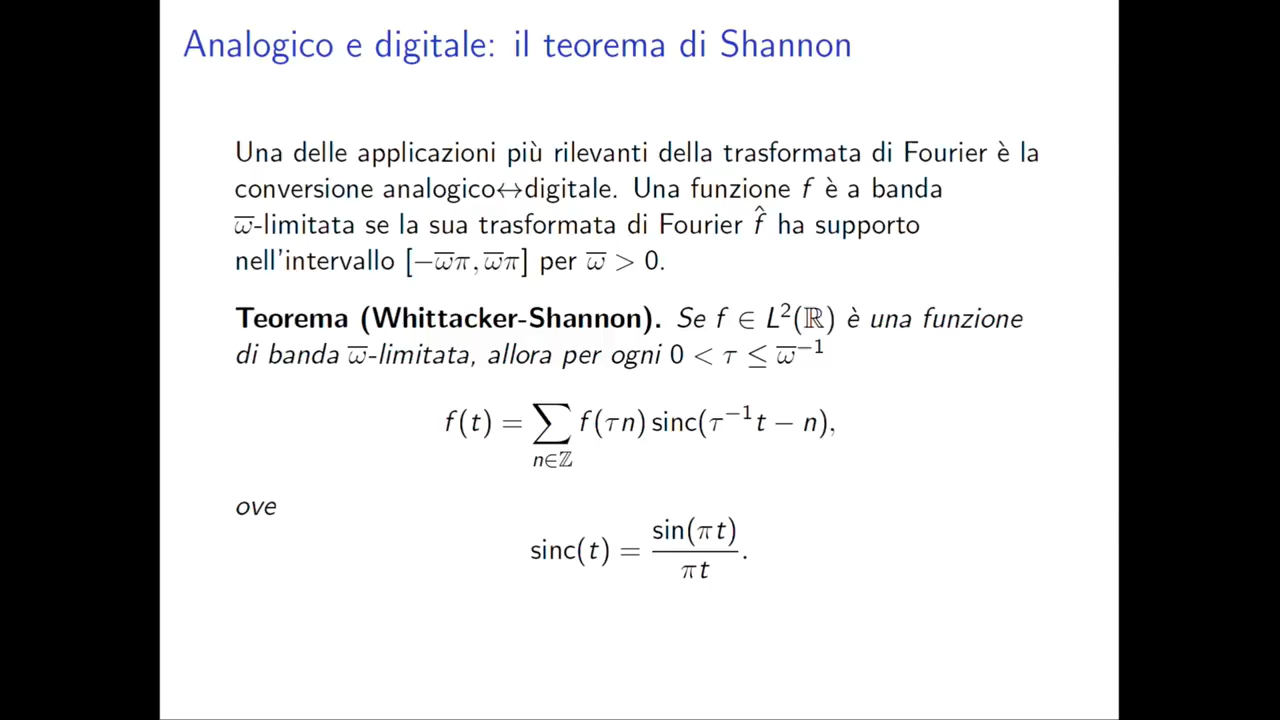 Analogico e digitale: il teorema di Shannon
Una delle applicazioni più rilevanti della trasformata di Fourier è la
conversione analogico↔digitale. Una funzione f è a banda
ω̅-limitata se la sua trasformata di Fourier f̂ ha supporto
nell'intervallo [−ω̅π, ω̅π] per ω̅ > 0.
Teorema (Whittacker-Shannon). Se f ∈ L²(ℝ) è una funzione
di banda ω̅-limitata, allora per ogni 0 < τ ≤ ω̅⁻¹
f(t) = ∑_{n∈ℤ} f(τn) sinc(τ⁻¹t − n),
ove
sinc(t) = sin(πt)/πt.